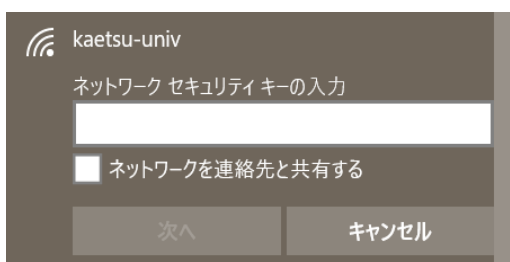 kaetsu-univ
ネットワーク セキュリティ キーの入力
ネットワークを連絡先と共有する
次へ
キャンセル